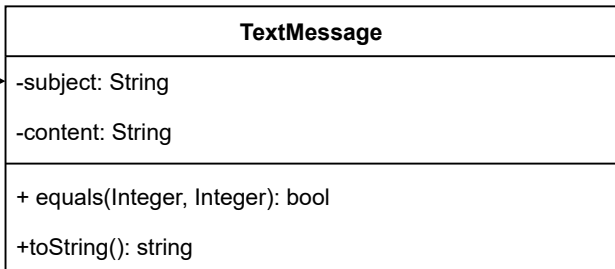 TextMessage
-subject: String
-content: String
+ equals(Integer, Integer): bool
+toString(): string